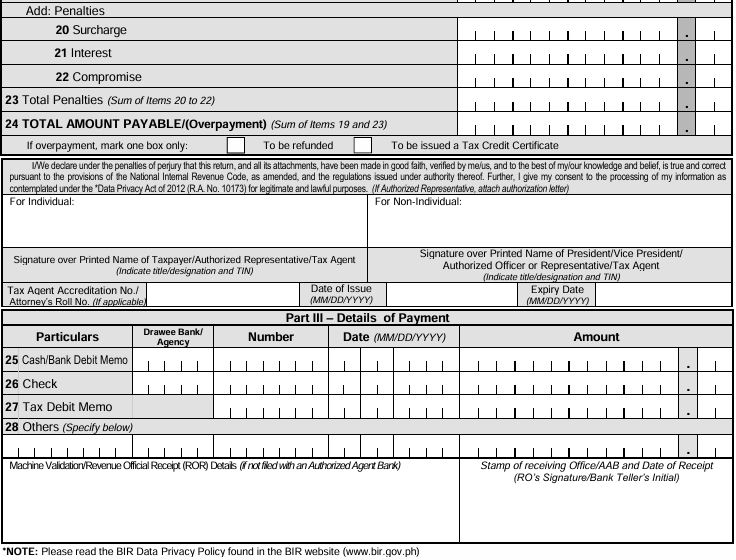 Add: Penalties
20 Surcharge
21 Interest
22 Compromise
23 Total Penalties (Sum of Items 20 to 22)
24 TOTAL AMOUNT PAYABLE/(Overpayment) (Sum of Items 19 and 23)
If overpayment, mark one box only: To be refunded To be issued a Tax Credit Certificate
I/We declare under the penalties of perjury that this return, and all its attachments, have been made in good faith, verified by me/us, and to the best of my/our knowledge and belief, is true and correct
pursuant to the provisions of the National Internal Revenue Code, as amended, and the regulations issued under authority thereof. Further, I give my consent to the processing of my information as
contemplated under the *Data Privacy Act of 2012 (R.A. No. 10173) for legitimate and lawful purposes. (If Authorized Representative, attach authorization letter)
For Individual: For Non-Individual:
Signature over Printed Name of Taxpayer/Authorized Representative/Tax Agent
(Indicate title/designation and TIN)
Signature over Printed Name of President/Vice President/
Authorized Officer or Representative/Tax Agent
(Indicate title/designation and TIN)
Tax Agent Accreditation No./
Attorney's Roll No. (If applicable)
Date of Issue
(MM/DD/YYYY)
Expiry Date
(MM/DD/YYYY)
Part III – Details of Payment
Particulars Drawee Bank/
Agency Number Date (MM/DD/YYYY) Amount
25 Cash/Bank Debit Memo .
26 Check .
27 Tax Debit Memo .
28 Others (Specify below)
.
Machine Validation/Revenue Official Receipt (ROR) Details (if not filed with an Authorized Agent Bank)
Stamp of receiving Office/AAB and Date of Receipt
(RO's Signature/Bank Teller's Initial)
*NOTE: Please read the BIR Data Privacy Policy found in the BIR website (www.bir.gov.ph)